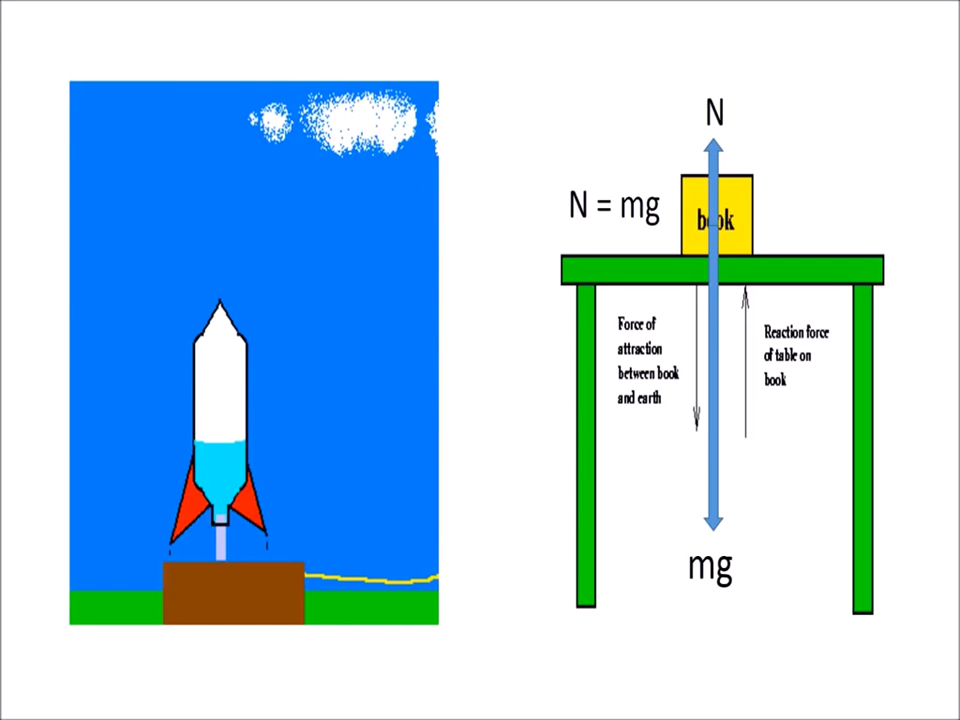 N
N = mg
book
Force of
attraction
between book
and earth
Reaction force
of table on
book
mg